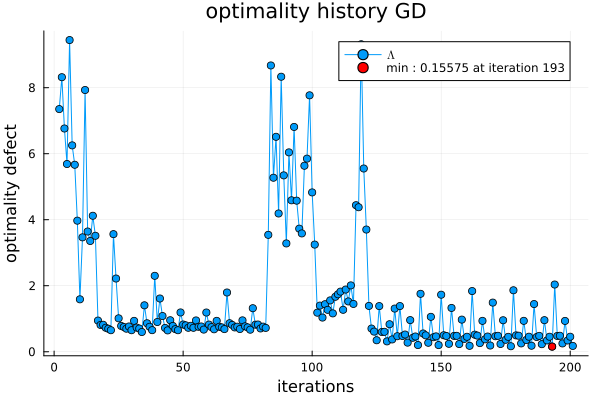 optimality history GD
Λ
min : 0.15575 at iteration 193
optimality defect
8
6
4
2
0
0 50 100 150 200
iterations